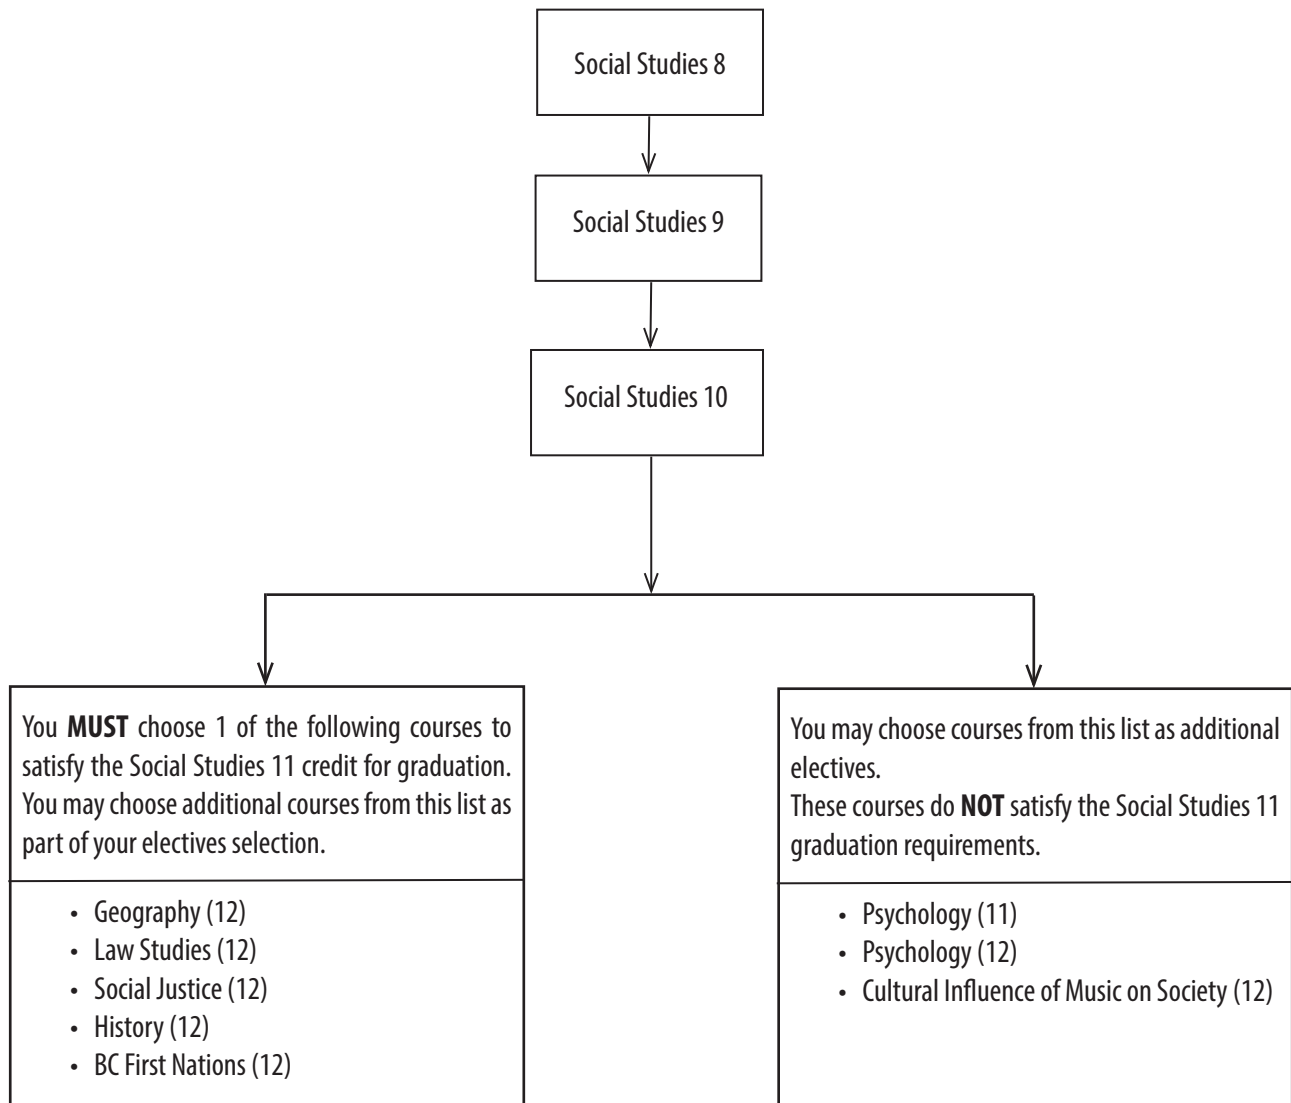 Social Studies 8
Social Studies 9
Social Studies 10
You MUST choose 1 of the following courses to
satisfy the Social Studies 11 credit for graduation.
You may choose additional courses from this list as
part of your electives selection.
• Geography (12)
• Law Studies (12)
• Social Justice (12)
• History (12)
• BC First Nations (12)
You may choose courses from this list as additional
electives.
These courses do NOT satisfy the Social Studies 11
graduation requirements.
• Psychology (11)
• Psychology (12)
• Cultural Influence of Music on Society (12)